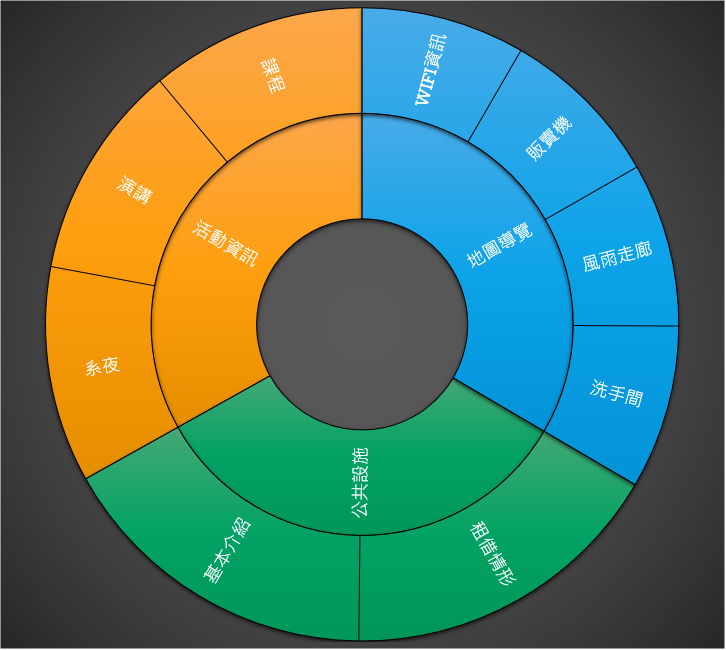 地圖導覽
WIFI資訊
販賣機
風雨走廊
洗手間
公共設施
租借情形
基本介紹
活動資訊
系夜
演講
課程